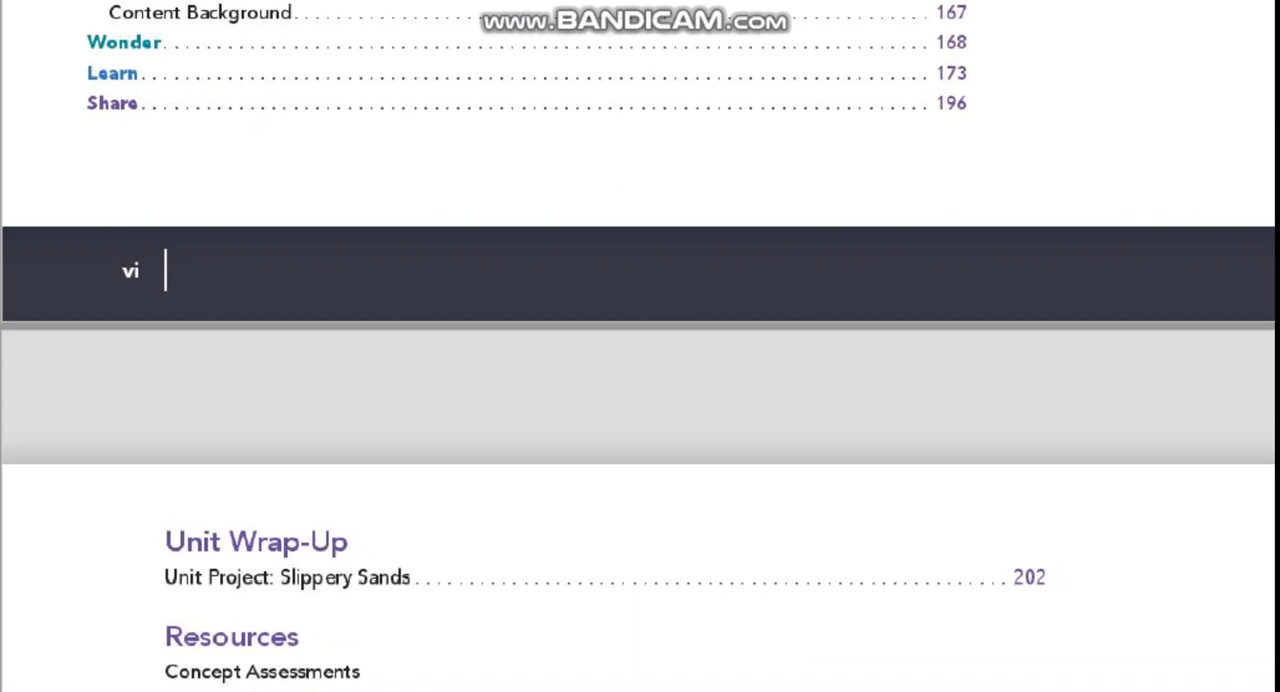 Content Background 167
www.BANDICAM.com
Wonder 168
Learn 173
Share 196
vi
Unit Wrap-Up
Unit Project: Slippery Sands 202
Resources
Concept Assessments